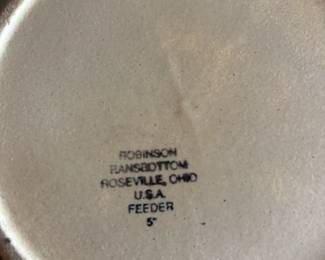 ROBINSON
RANSBOTTOM
ROSEVILLE, OHIO
U.S.A.
FEEDER
5"